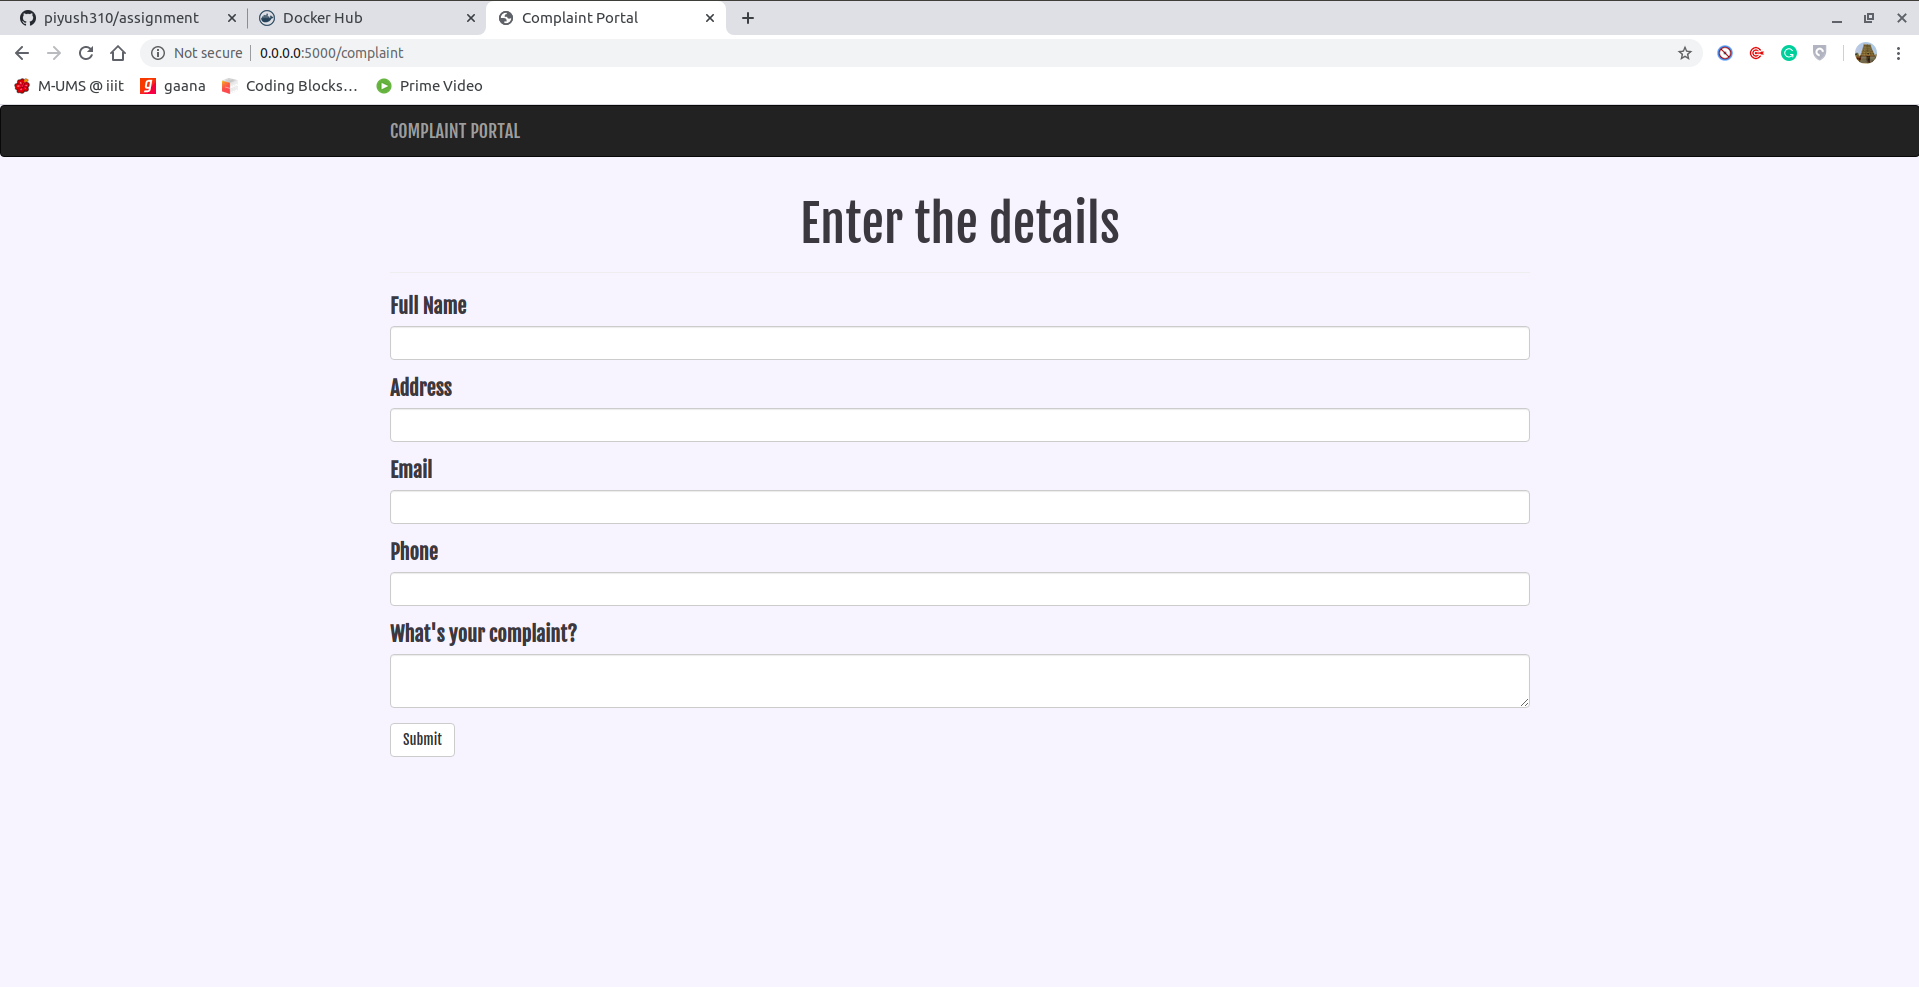 piyush310/assignment
Docker Hub
Complaint Portal
Not secure
0.0.0.0:5000/complaint
M-UMS @ iiit
gaana
Coding Blocks...
Prime Video
COMPLAINT PORTAL
Enter the details
Full Name
Address
Email
Phone
What's your complaint?
Submit